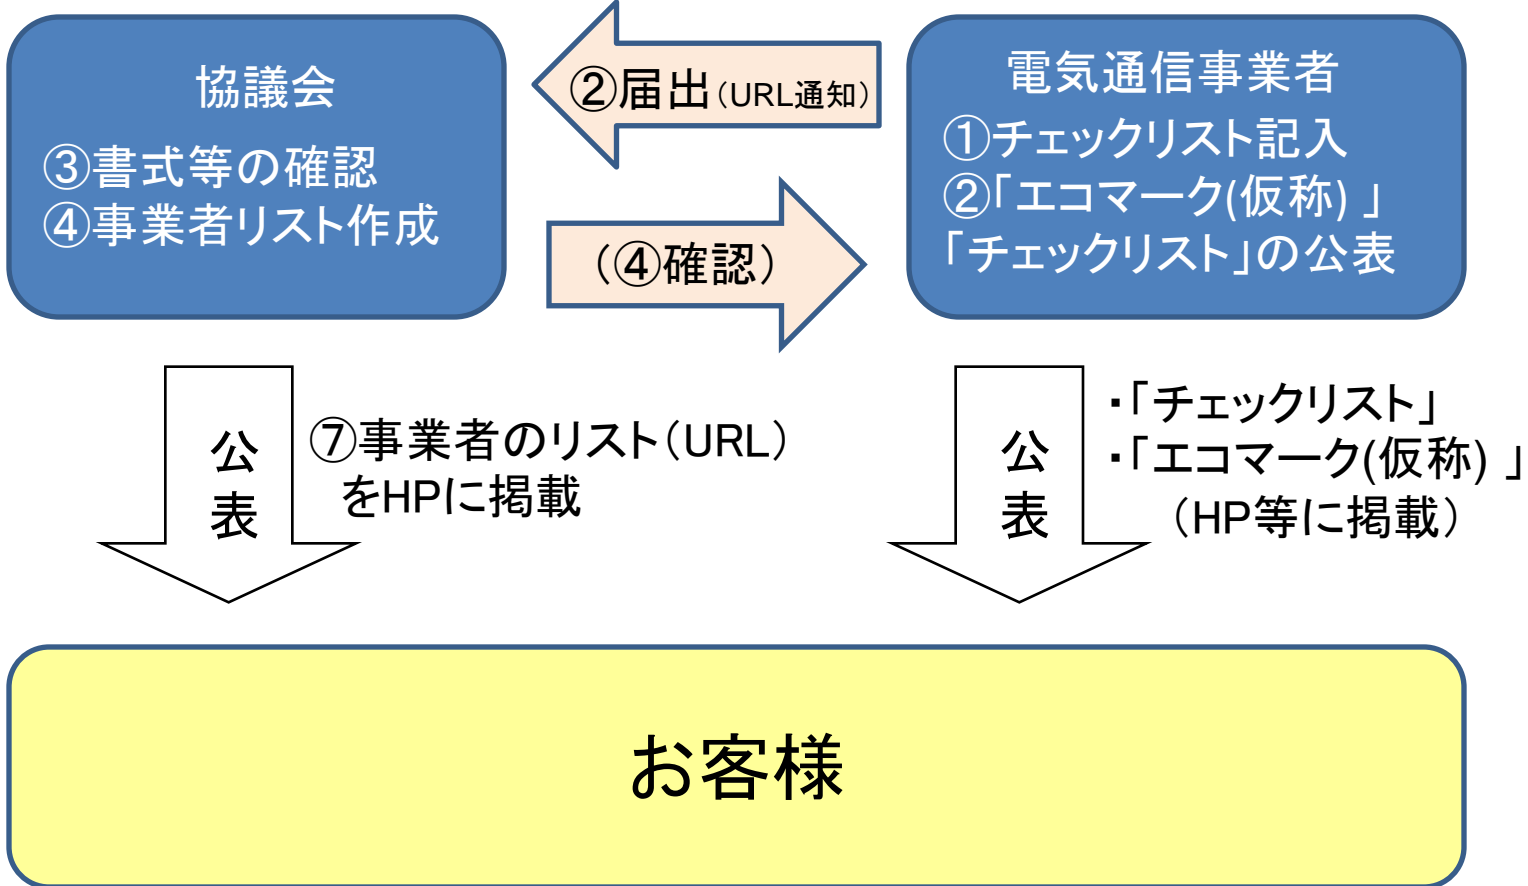 協議会
③書式等の確認
④事業者リスト作成
②届出（URL通知）
（④確認）
電気通信事業者
①チェックリスト記入
②「エコマーク(仮称) 」
「チェックリスト」の公表
公
表
⑦事業者のリスト（URL）
をHPに掲載
公
表
・「チェックリスト」
・「エコマーク(仮称) 」
（HP等に掲載）
お客様